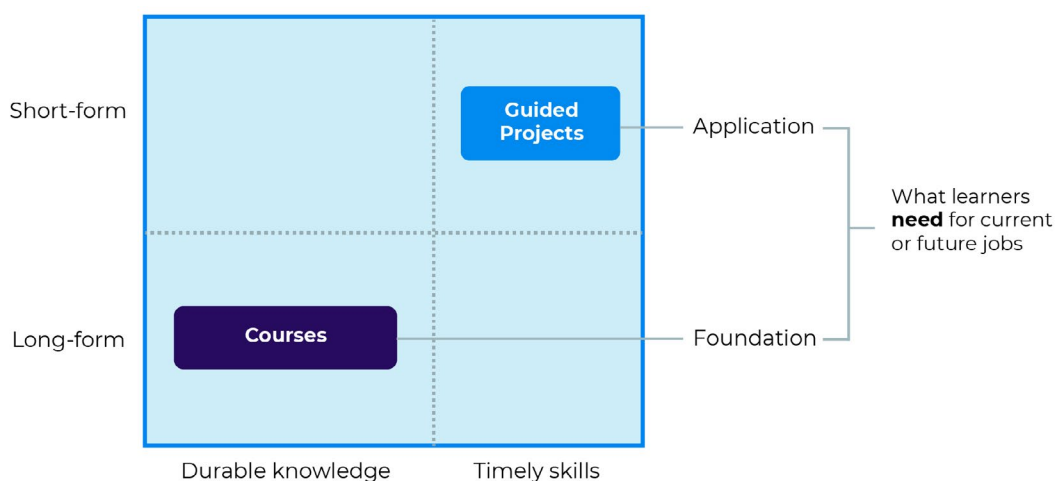 Short-form
Guided
Projects
Application
What learners
need for current
or future jobs
Long-form
Courses
Foundation
Durable knowledge
Timely skills